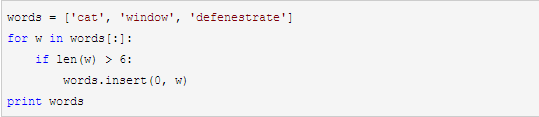 words = ['cat', 'window', 'defenestrate']
for w in words[:]:
    if len(w) > 6:
        words.insert(0, w)
print words